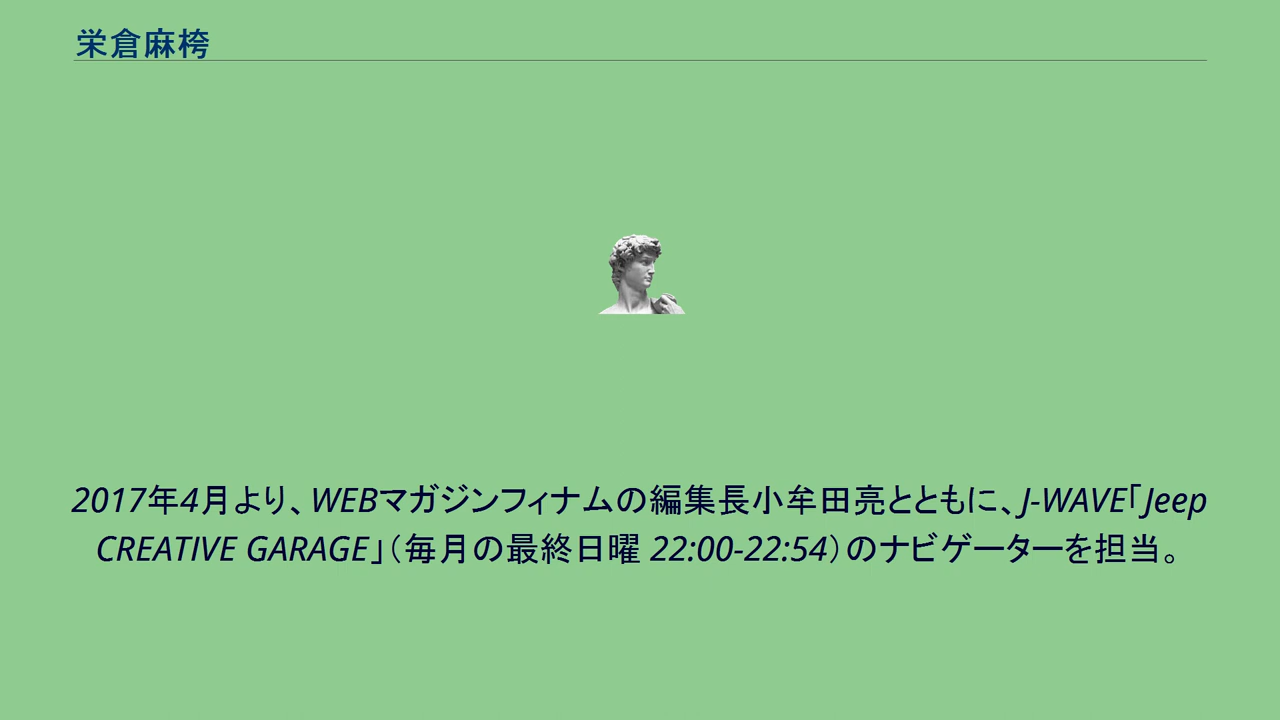 栄倉麻桍
2017年4月より、WEBマガジンフィナムの編集長小牟田亮とともに、J-WAVE「Jeep
CREATIVE GARAGE」（毎月の最終日曜 22:00-22:54）のナビゲーターを担当。